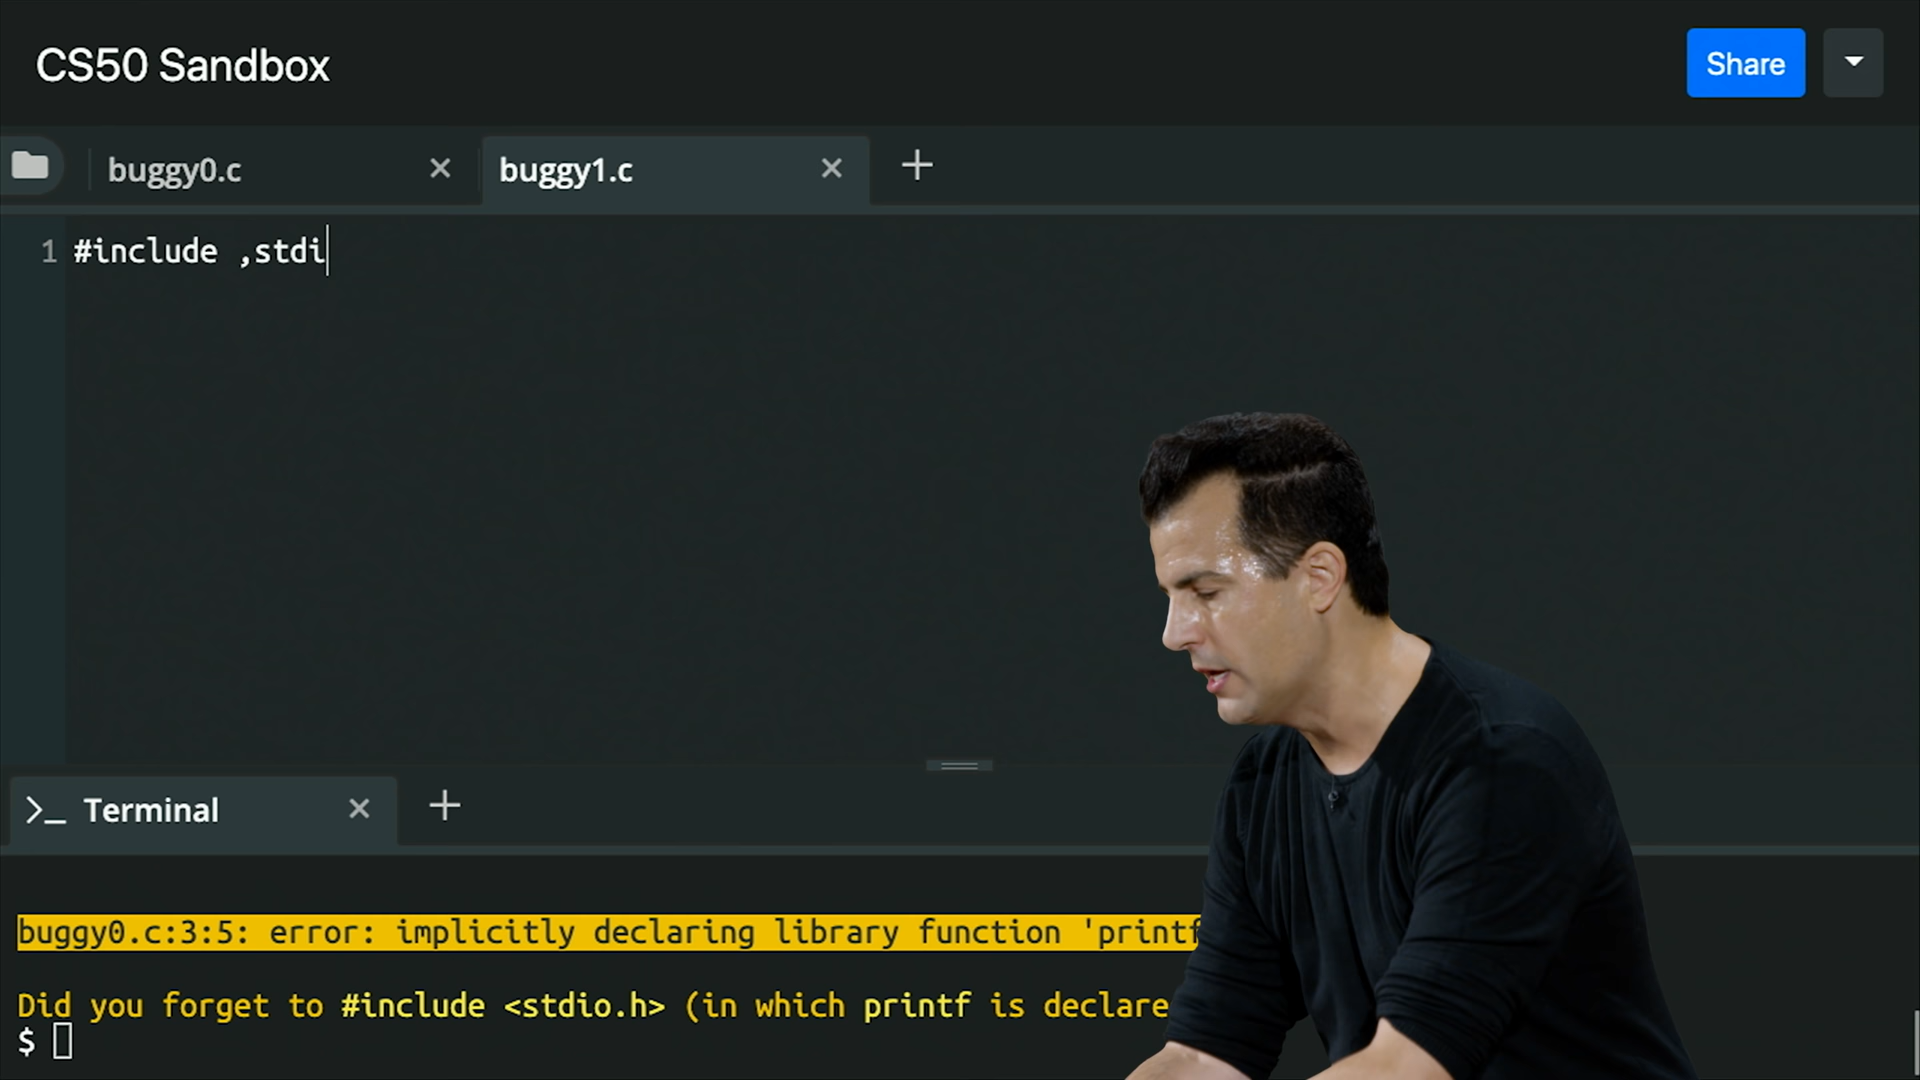 CS50 Sandbox
Share
buggy0.c
buggy1.c
1 #include ,stdi
>_ Terminal
buggy0.c:3:5: error: implicitly declaring library function 'printf
Did you forget to #include <stdio.h> (in which printf is declare
$